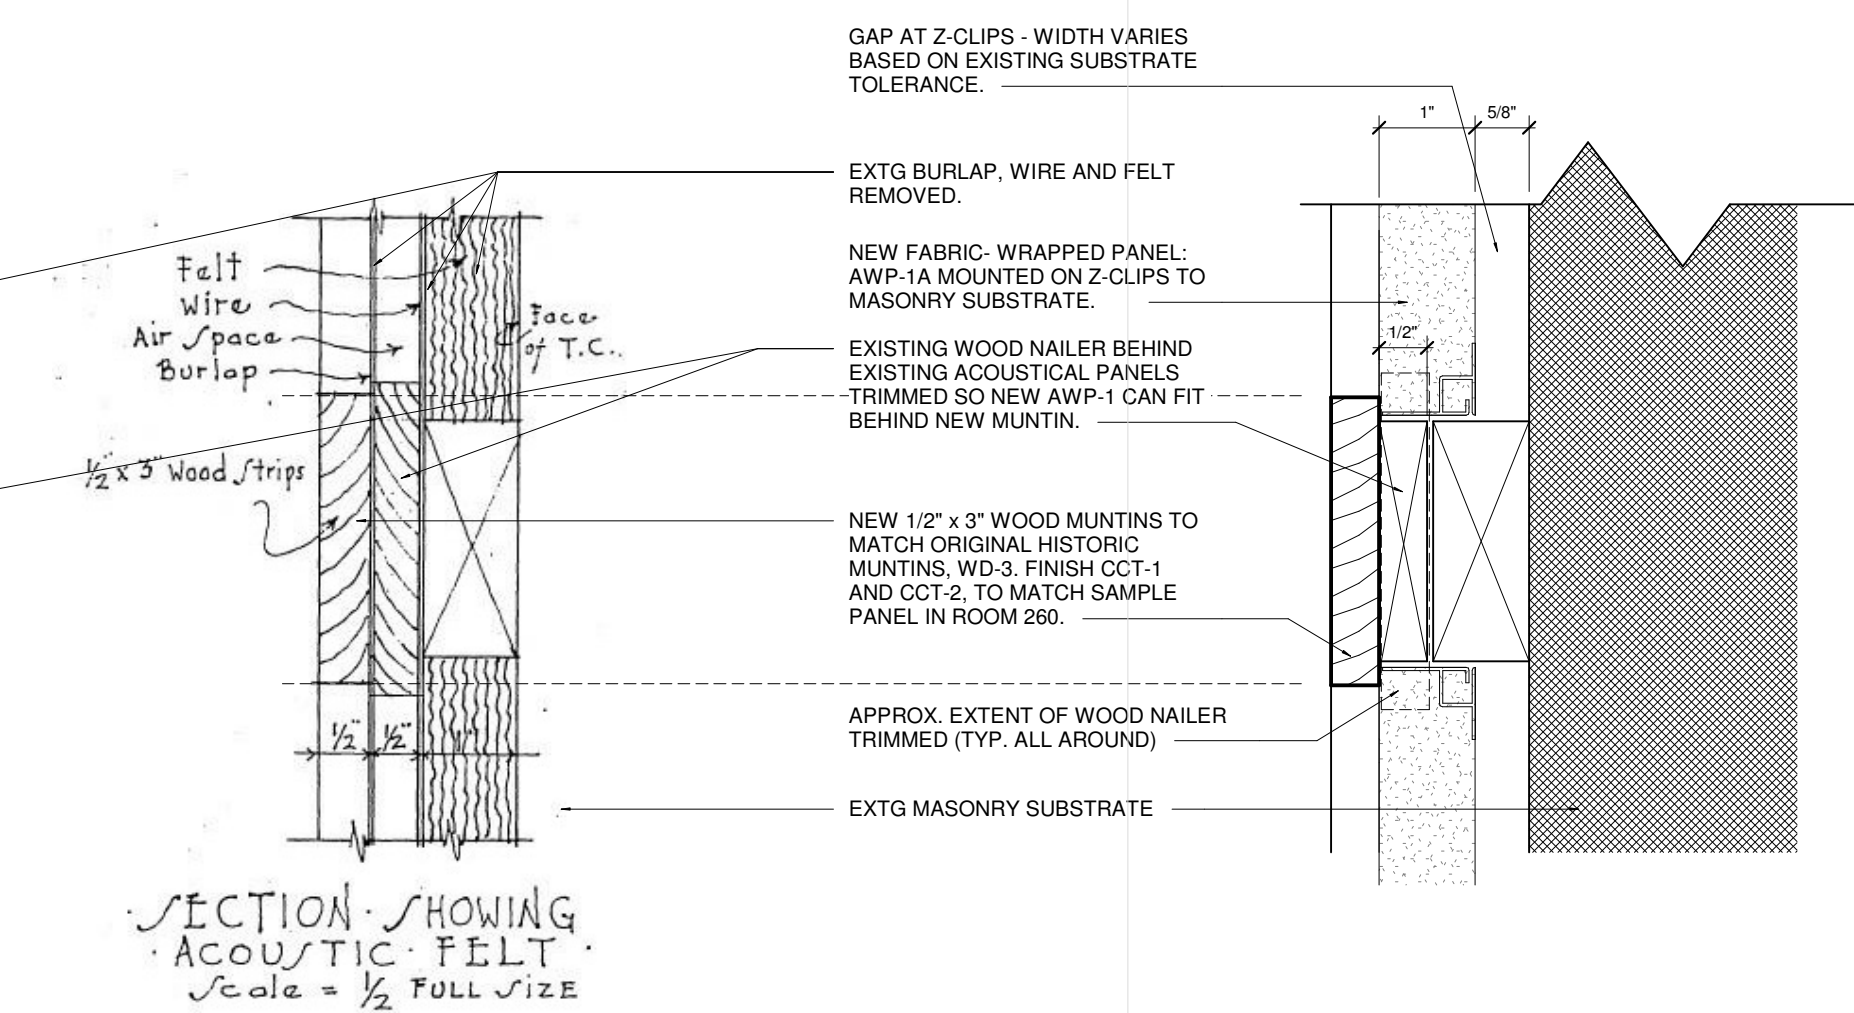 GAP AT Z-CLIPS - WIDTH VARIES
BASED ON EXISTING SUBSTRATE
TOLERANCE.
EXTG BURLAP, WIRE AND FELT
REMOVED.
NEW FABRIC- WRAPPED PANEL:
AWP-1A MOUNTED ON Z-CLIPS TO
MASONRY SUBSTRATE.
EXISTING WOOD NAILER BEHIND
EXISTING ACOUSTICAL PANELS
TRIMMED SO NEW AWP-1 CAN FIT
BEHIND NEW MUNTIN.
NEW 1/2" x 3" WOOD MUNTINS TO
MATCH ORIGINAL HISTORIC
MUNTINS, WD-3. FINISH CCT-1
AND CCT-2, TO MATCH SAMPLE
PANEL IN ROOM 260.
APPROX. EXTENT OF WOOD NAILER
TRIMMED (TYP. ALL AROUND)
EXTG MASONRY SUBSTRATE
Felt
Wire
Air Space
Burlap
Face
of T.C.
1/2" x 3" Wood Strips
1/2"
1/2"
1"
·SECTION·SHOWING
·ACOUSTIC·FELT·
Scale = 1/2 FULL SIZE
1"
5/8"
1/2"